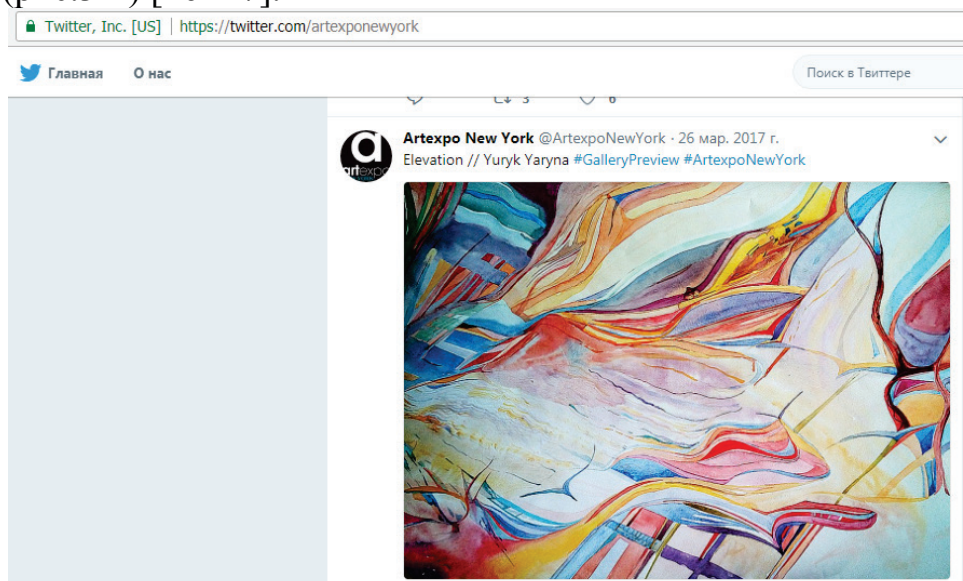 Twitter, Inc. [US] | https://twitter.com/artexponewyork
Главная О нас Поиск в Твиттере
3 6
Artexpo New York @ArtexpoNewYork · 26 мар. 2017 г.
Elevation // Yuryk Yaryna #GalleryPreview #ArtexpoNewYork
a
artexpo